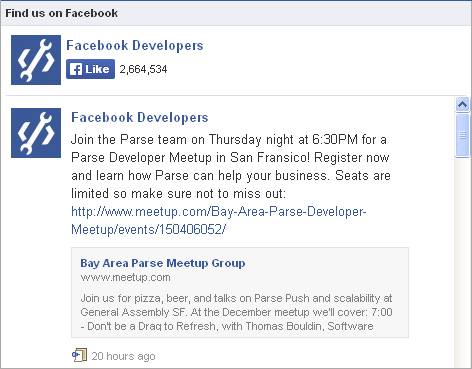 Find us on Facebook
Facebook Developers
Like 2,664,534
Facebook Developers
Join the Parse team on Thursday night at 6:30PM for a
Parse Developer Meetup in San Fransico! Register now
and learn how Parse can help your business. Seats are
limited so make sure not to miss out:
http://www.meetup.com/Bay-Area-Parse-Developer-
Meetup/events/150406052/
Bay Area Parse Meetup Group
www.meetup.com
Join us for pizza, beer, and talks on Parse Push and scalability at
General Assembly SF. At the December meetup we'll cover: 7:00
- Don't be a Drag to Refresh, with Thomas Bouldin, Software
20 hours ago